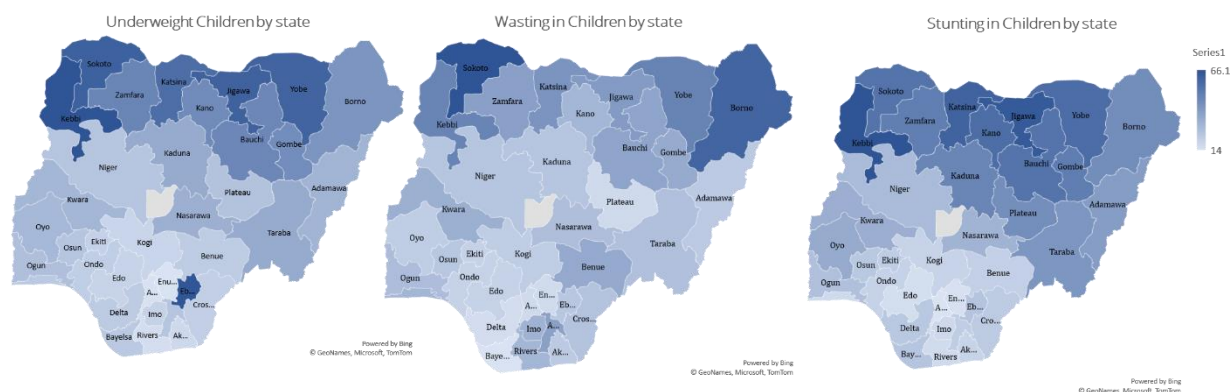 Underweight Children by state
Sokoto
Katsina
Jigawa
Yobe
Borno
Zamfara
Kano
Kebbi
Bauchi
Gombe
Kaduna
Niger
Plateau
Adamawa
Kwara
Nasarawa
Oyo
Taraba
Ekiti
Kogi
Osun
Benue
Ogun
Ondo
Edo
Enu...
A...
Eb...
Cros...
Delta
Imo
Bayelsa
Rivers
Ak...
Powered by Bing
© GeoNames, Microsoft, TomTom
Wasting in Children by state
Sokoto
Katsina
Jigawa
Yobe
Borno
Zamfara
Kano
Kebbi
Bauchi
Gombe
Kaduna
Niger
Plateau
Adamawa
Kwara
Nasarawa
Oyo
Taraba
Ekiti
Kogi
Osun
Benue
Ogun
Ondo
Edo
En...
A...
Eb...
Cros...
Delta
Imo
A...
Baye...
Rivers
Ak...
Powered by Bing
© GeoNames, Microsoft, TomTom
Stunting in Children by state
Sokoto
Katsina
Jigawa
Yobe
Borno
Zamfara
Kano
Kebbi
Bauchi
Gombe
Kaduna
Niger
Adamawa
Plateau
Kwara
Nasarawa
Oyo
Taraba
Osun
Ekiti
Kogi
Benue
Ogun
Ondo
Edo
En...
A...
Eb...
Cro...
Delta
Imo
Bay...
Rivers
Ak...
Powered by Bing
© GeoNames, Microsoft, TomTom
Series1
66.1
14